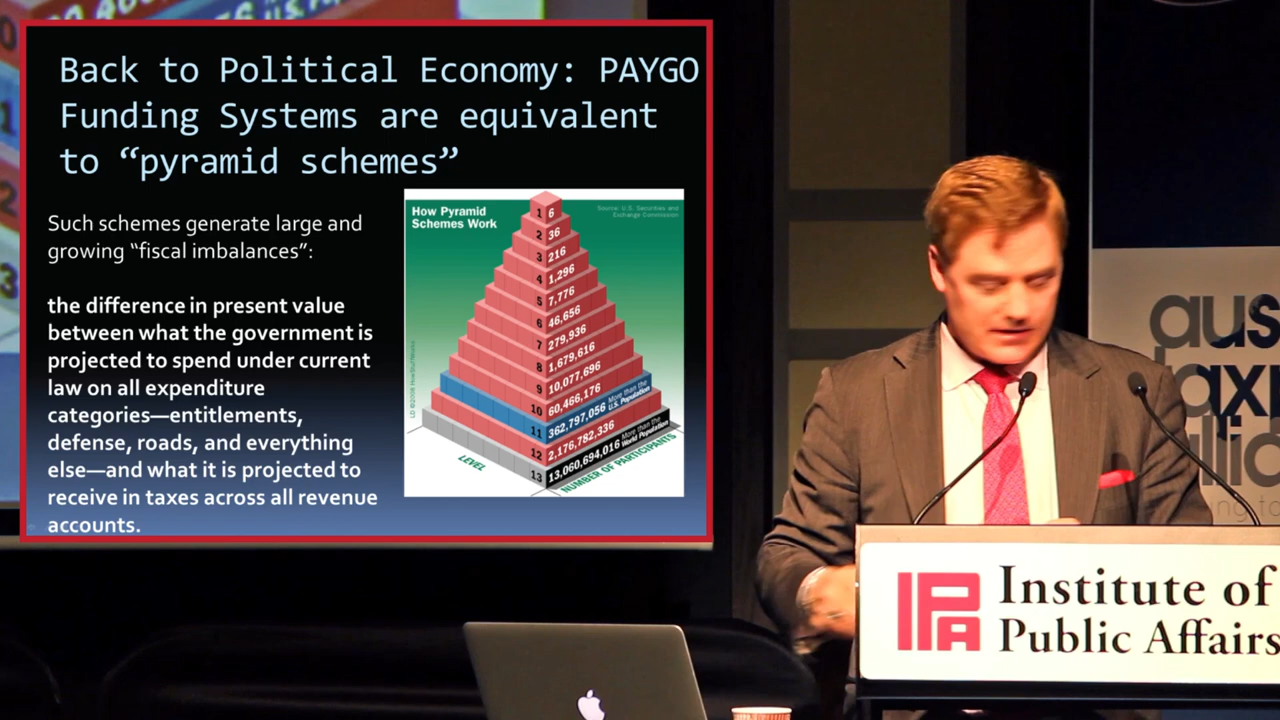 Back to Political Economy: PAYGO
Funding Systems are equivalent
to “pyramid schemes”
Such schemes generate large and
growing “fiscal imbalances”:
the difference in present value
between what the government is
projected to spend under current
law on all expenditure
categories—entitlements,
defense, roads, and everything
else—and what it is projected to
receive in taxes across all revenue
accounts.
How Pyramid
Schemes Work
Source: U.S. Securities and
Exchange Commission
1 6
2 36
3 216
4 1,296
5 7,776
6 46,656
7 279,936
8 1,679,616
9 10,077,696
10 60,466,176
11 362,797,056 More than the
U.S. Population
12 2,176,782,336
13 13,060,694,016 More than the
World Population
LEVEL
NUMBER OF PARTICIPANTS
aus
IPA
Institute of
Public Affairs